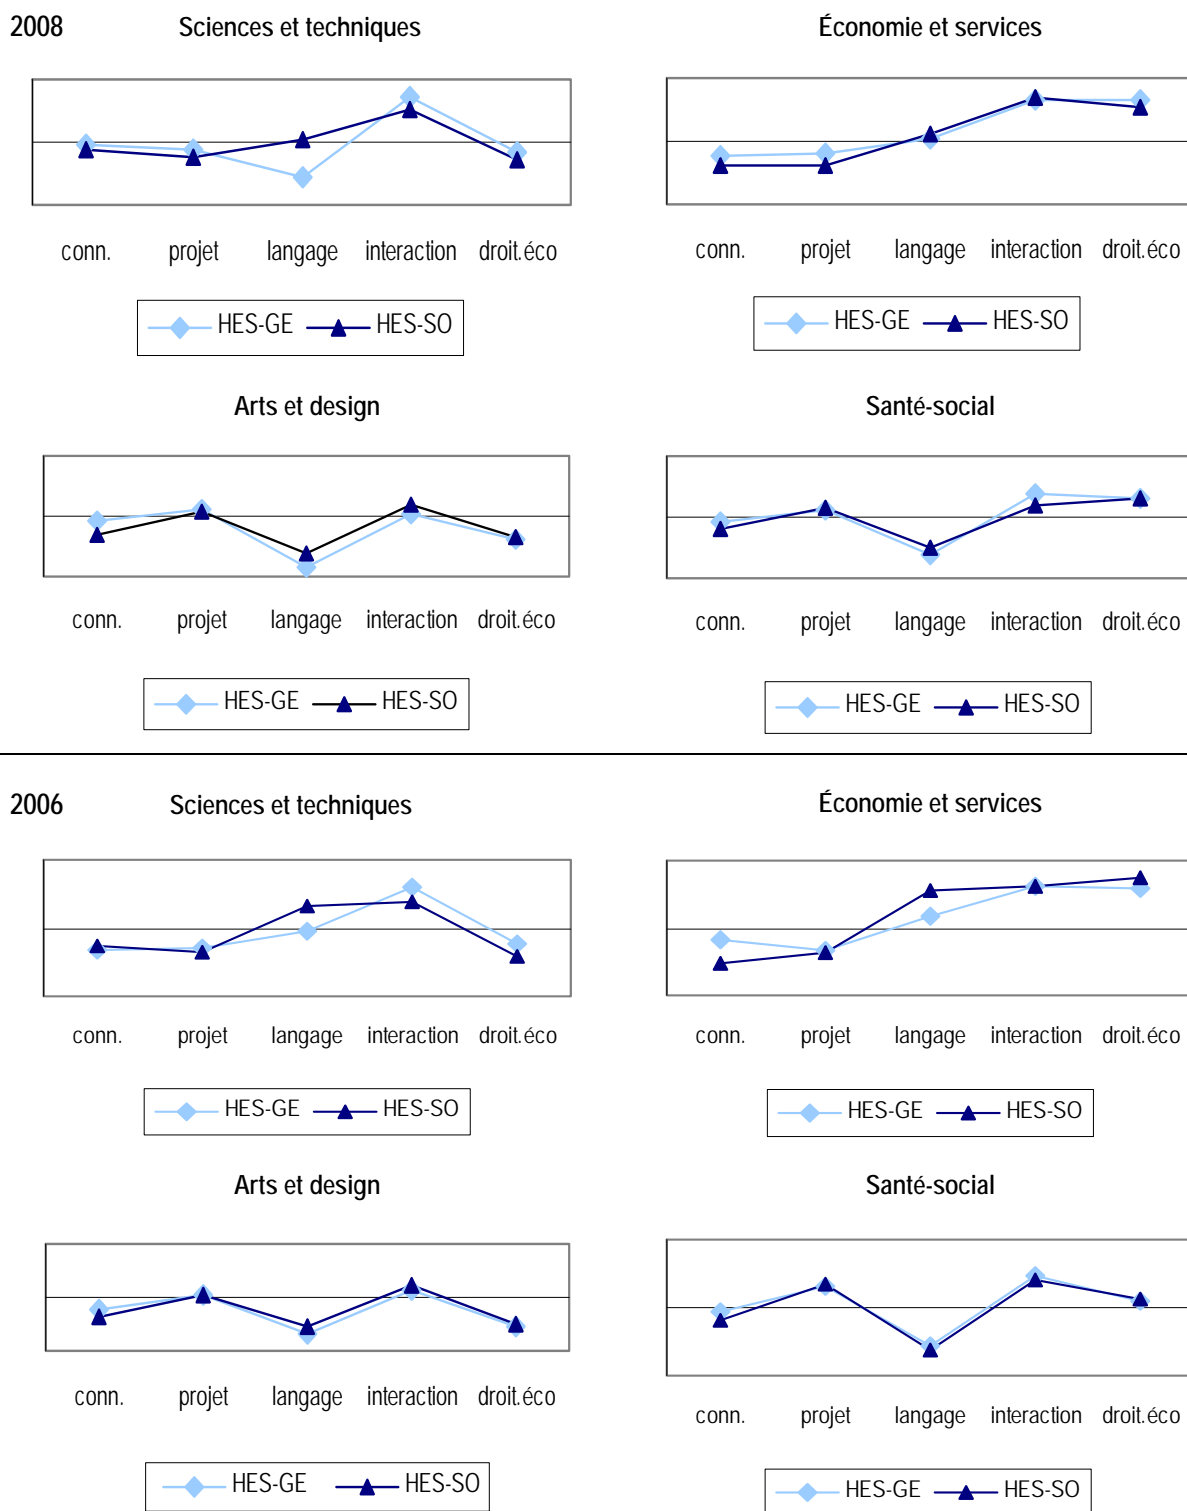 2008
Sciences et techniques
Économie et services
conn. projet langage interaction droit.éco
conn. projet langage interaction droit.éco
HES-GE HES-SO
HES-GE HES-SO
Arts et design
Santé-social
conn. projet langage interaction droit.éco
conn. projet langage interaction droit.éco
HES-GE HES-SO
HES-GE HES-SO
2006
Sciences et techniques
Économie et services
conn. projet langage interaction droit.éco
conn. projet langage interaction droit.éco
HES-GE HES-SO
HES-GE HES-SO
Arts et design
Santé-social
conn. projet langage interaction droit.éco
conn. projet langage interaction droit.éco
HES-GE HES-SO
HES-GE HES-SO